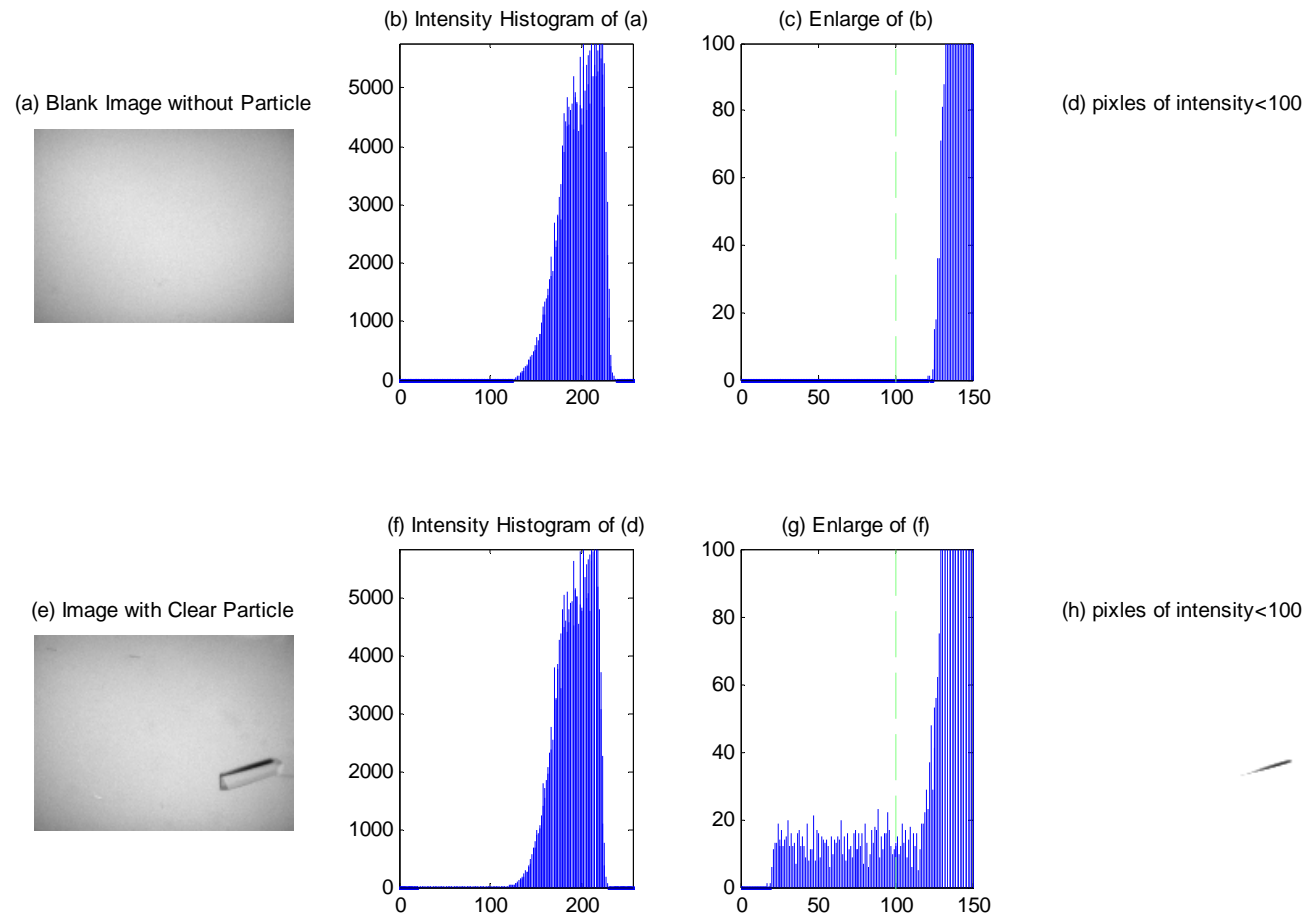 (b) Intensity Histogram of (a)
(c) Enlarge of (b)
(a) Blank Image without Particle
(d) pixles of intensity<100
5000
4000
3000
2000
1000
0
0 100 200
100
80
60
40
20
0
0 50 100 150
(f) Intensity Histogram of (d)
(g) Enlarge of (f)
(e) Image with Clear Particle
(h) pixles of intensity<100
5000
4000
3000
2000
1000
0
0 100 200
100
80
60
40
20
0
0 50 100 150